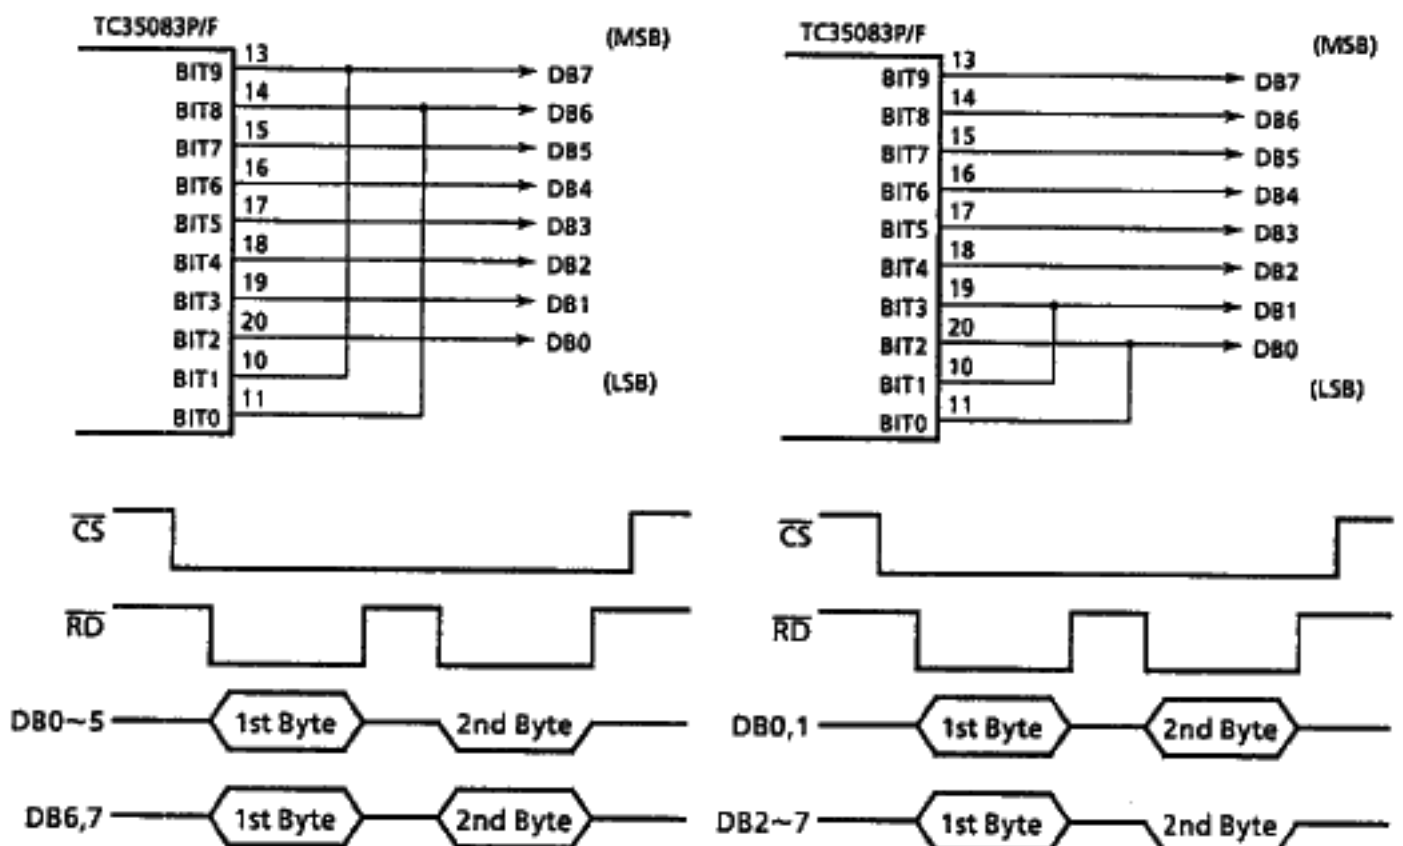 TC35083P/F
(MSB)
BIT9 13 DB7
BIT8 14 DB6
BIT7 15 DB5
BIT6 16 DB4
BIT5 17 DB3
BIT4 18 DB2
BIT3 19 DB1
BIT2 20 DB0
BIT1 10 (LSB)
BIT0 11
CS
RD
DB0~5 1st Byte 2nd Byte
DB6,7 1st Byte 2nd Byte
TC35083P/F
(MSB)
BIT9 13 DB7
BIT8 14 DB6
BIT7 15 DB5
BIT6 16 DB4
BIT5 17 DB3
BIT4 18 DB2
BIT3 19 DB1
BIT2 20 DB0
BIT1 10 (LSB)
BIT0 11
CS
RD
DB0,1 1st Byte 2nd Byte
DB2~7 1st Byte 2nd Byte